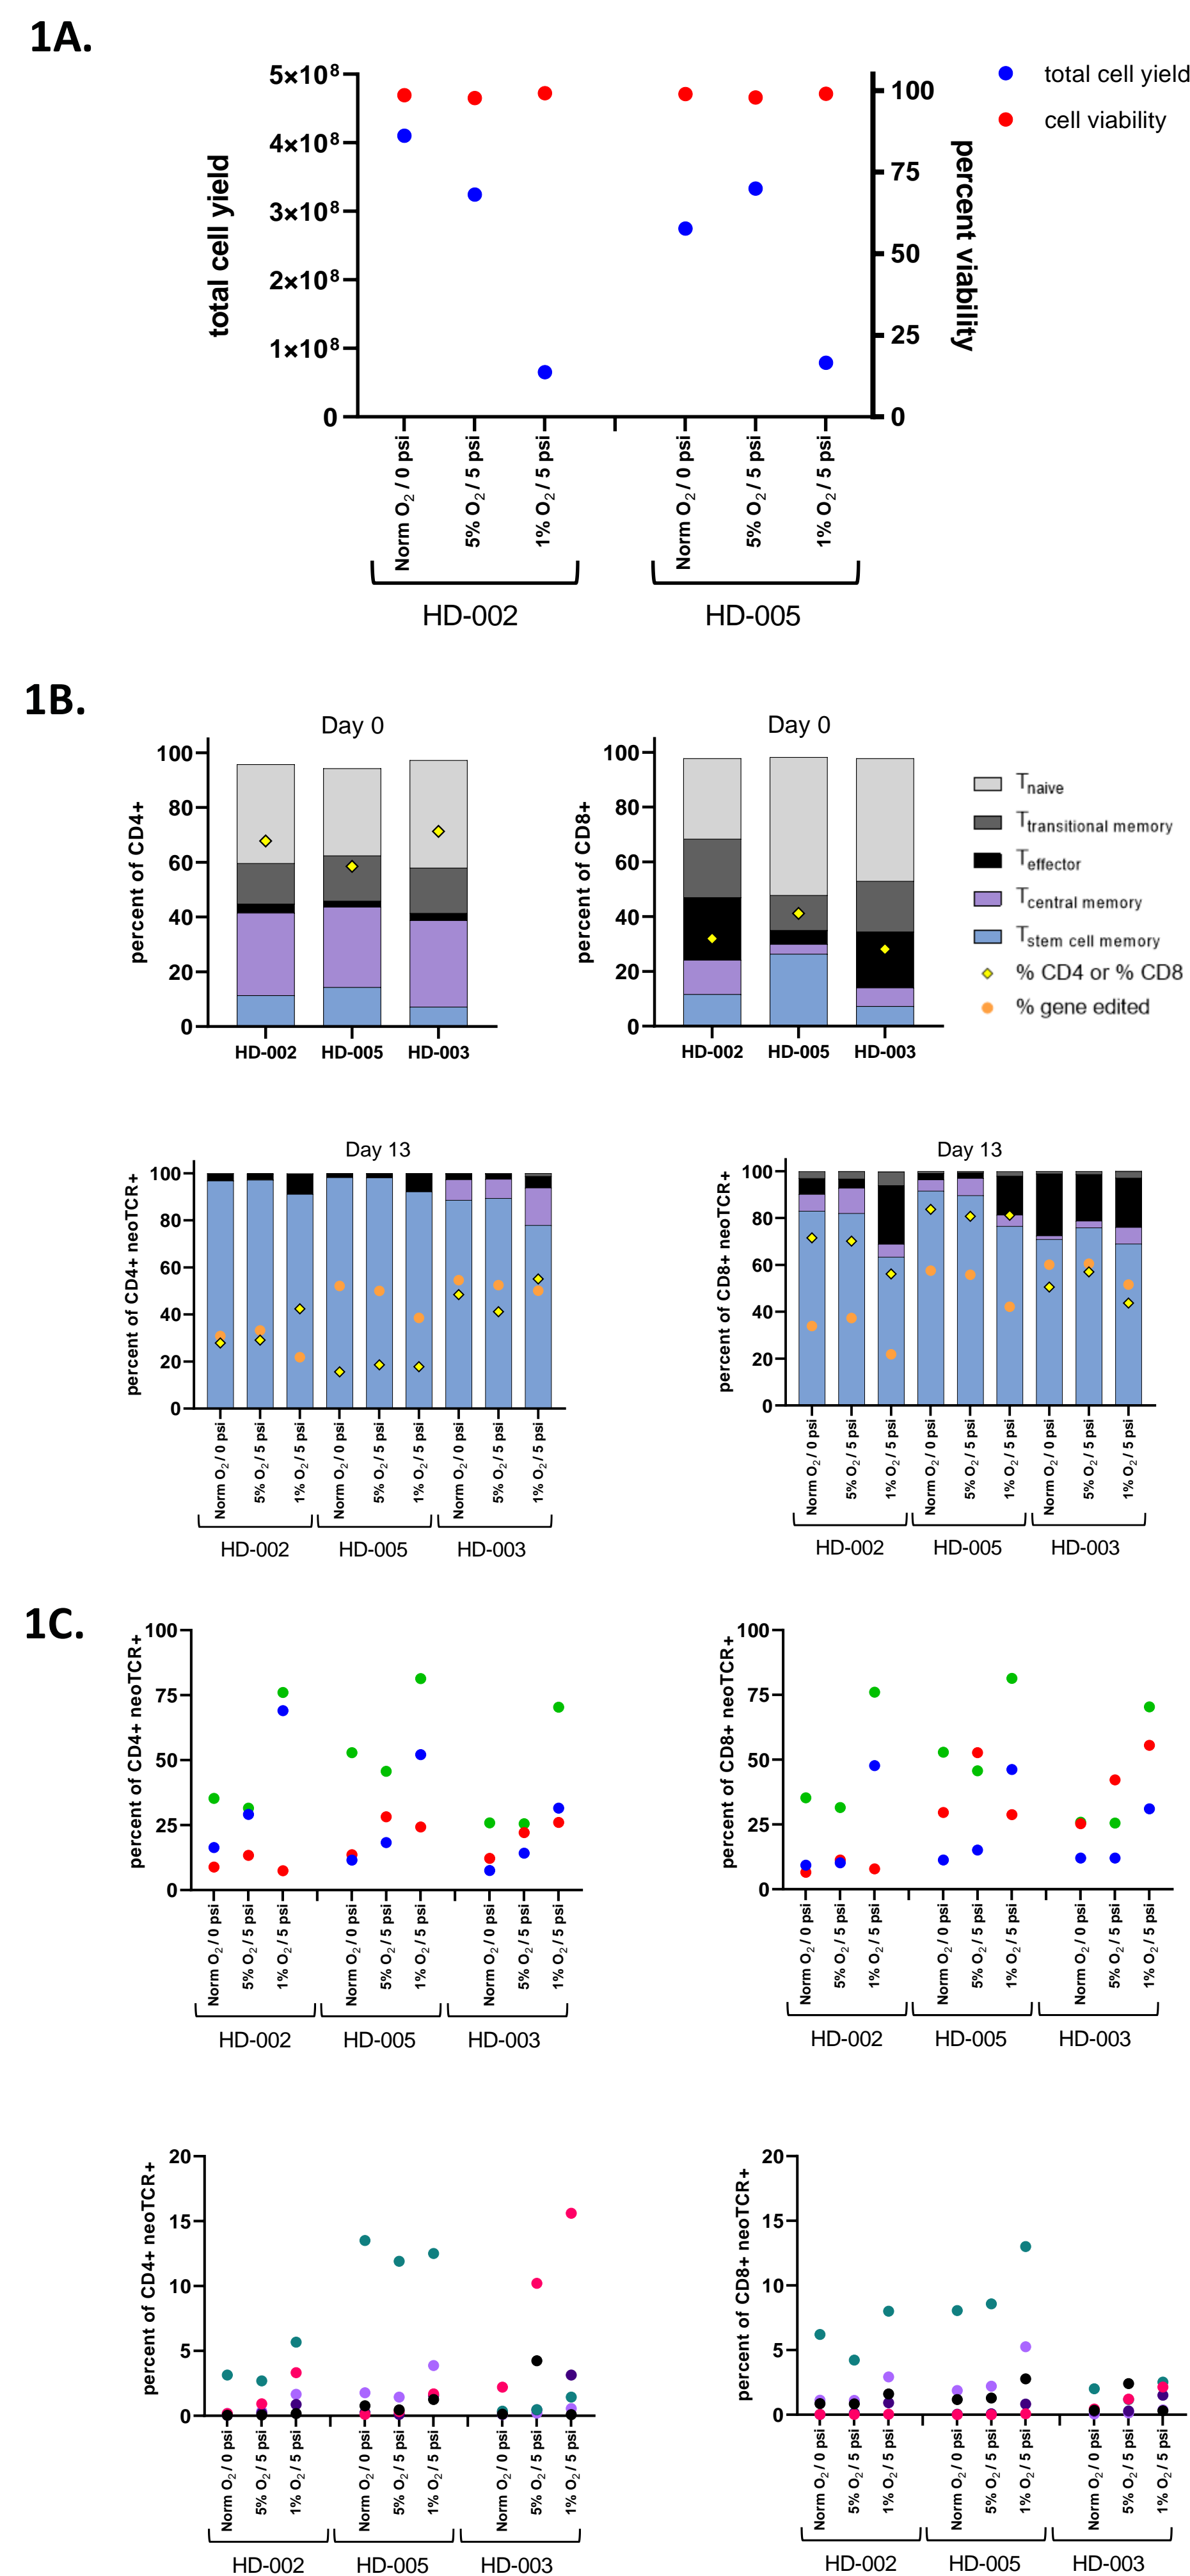 1A.
total cell yield
cell viability
5×10⁸
4×10⁸
3×10⁸
2×10⁸
1×10⁸
0
total cell yield
100
75
50
25
0
percent viability
Norm O₂ / 0 psi
5% O₂ / 5 psi
1% O₂ / 5 psi
Norm O₂ / 0 psi
5% O₂ / 5 psi
1% O₂ / 5 psi
HD-002
HD-005
1B.
Day 0
100
80
60
40
20
0
percent of CD4+
HD-002
HD-005
HD-003
Day 0
100
80
60
40
20
0
percent of CD8+
HD-002
HD-005
HD-003
Tnaive
Ttransitional memory
Teffector
Tcentral memory
Tstem cell memory
% CD4 or % CD8
% gene edited
Day 13
100
80
60
40
20
0
percent of CD4+ neoTCR+
Norm O₂ / 0 psi
5% O₂ / 5 psi
1% O₂ / 5 psi
Norm O₂ / 0 psi
5% O₂ / 5 psi
1% O₂ / 5 psi
Norm O₂ / 0 psi
5% O₂ / 5 psi
1% O₂ / 5 psi
HD-002
HD-005
HD-003
Day 13
100
80
60
40
20
0
percent of CD8+ neoTCR+
Norm O₂ / 0 psi
5% O₂ / 5 psi
1% O₂ / 5 psi
Norm O₂ / 0 psi
5% O₂ / 5 psi
1% O₂ / 5 psi
Norm O₂ / 0 psi
5% O₂ / 5 psi
1% O₂ / 5 psi
HD-002
HD-005
HD-003
1C.
100
75
50
25
0
percent of CD4+ neoTCR+
Norm O₂ / 0 psi
5% O₂ / 5 psi
1% O₂ / 5 psi
Norm O₂ / 0 psi
5% O₂ / 5 psi
1% O₂ / 5 psi
Norm O₂ / 0 psi
5% O₂ / 5 psi
1% O₂ / 5 psi
HD-002
HD-005
HD-003
100
75
50
25
0
percent of CD8+ neoTCR+
Norm O₂ / 0 psi
5% O₂ / 5 psi
1% O₂ / 5 psi
Norm O₂ / 0 psi
5% O₂ / 5 psi
1% O₂ / 5 psi
Norm O₂ / 0 psi
5% O₂ / 5 psi
1% O₂ / 5 psi
HD-002
HD-005
HD-003
20
15
10
5
0
percent of CD4+ neoTCR+
Norm O₂ / 0 psi
5% O₂ / 5 psi
1% O₂ / 5 psi
Norm O₂ / 0 psi
5% O₂ / 5 psi
1% O₂ / 5 psi
Norm O₂ / 0 psi
5% O₂ / 5 psi
1% O₂ / 5 psi
HD-002
HD-005
HD-003
20
15
10
5
0
percent of CD8+ neoTCR+
Norm O₂ / 0 psi
5% O₂ / 5 psi
1% O₂ / 5 psi
Norm O₂ / 0 psi
5% O₂ / 5 psi
1% O₂ / 5 psi
Norm O₂ / 0 psi
5% O₂ / 5 psi
1% O₂ / 5 psi
HD-002
HD-005
HD-003